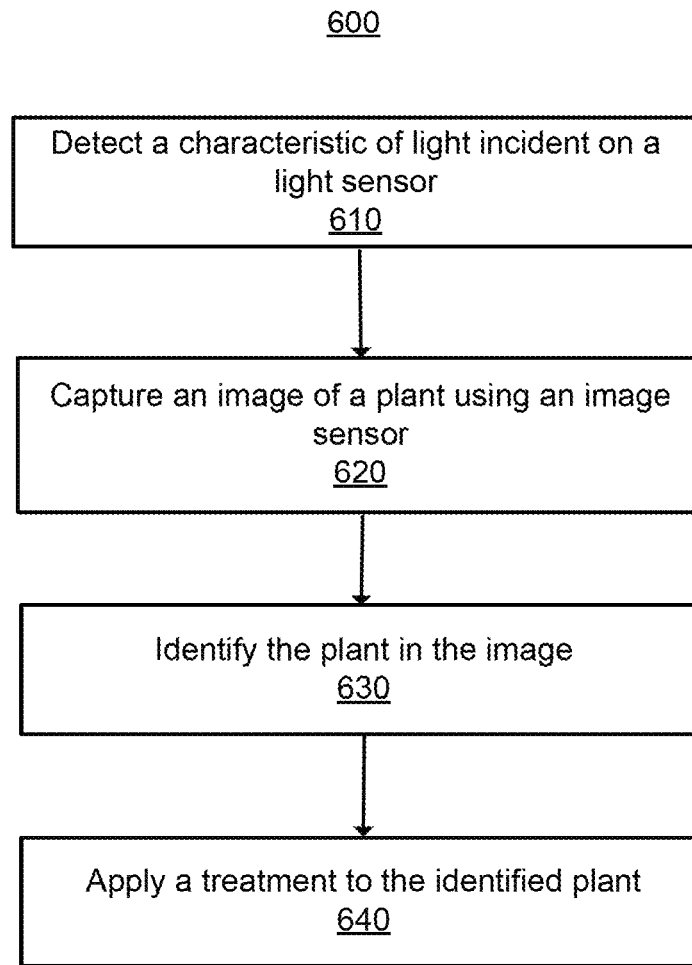 600
Detect a characteristic of light incident on a
light sensor
610
Capture an image of a plant using an image
sensor
620
Identify the plant in the image
630
Apply a treatment to the identified plant
640